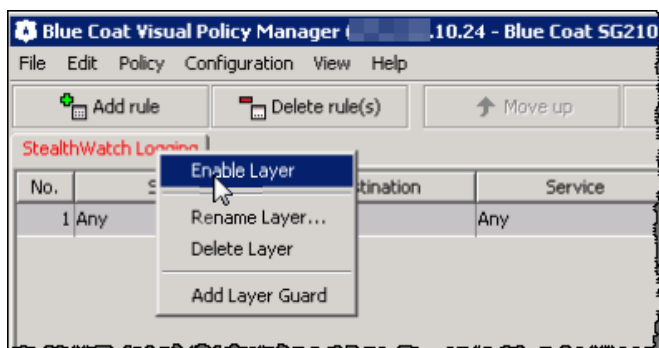 Blue Coat Visual Policy Manager ( .10.24 - Blue Coat SG210
File Edit Policy Configuration View Help
Add rule Delete rule(s) Move up
StealthWatch Logging
Enable Layer
No. S tination Service
1 Any Any
Rename Layer...
Delete Layer
Add Layer Guard